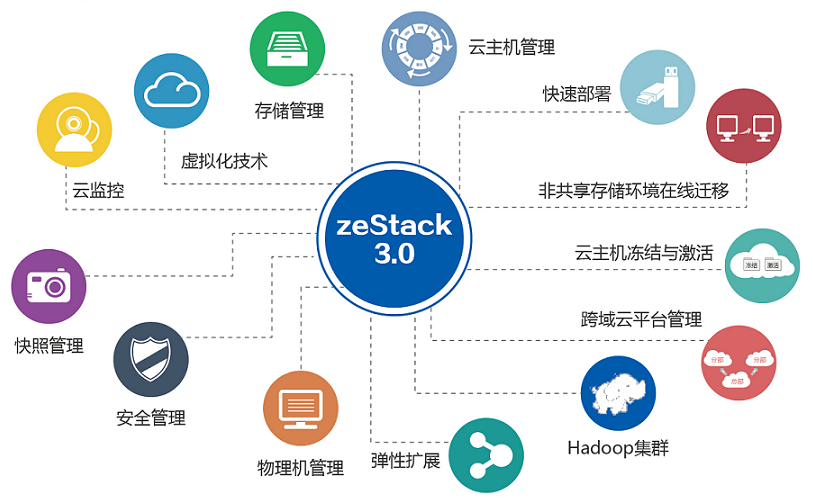 云主机管理
存储管理
快速部署
虚拟化技术
云监控
非共享存储环境在线迁移
zeStack
3.0
云主机冻结与激活
冻结
激活
快照管理
跨域云平台管理
分部
分部
总部
安全管理
物理机管理
弹性扩展
Hadoop集群